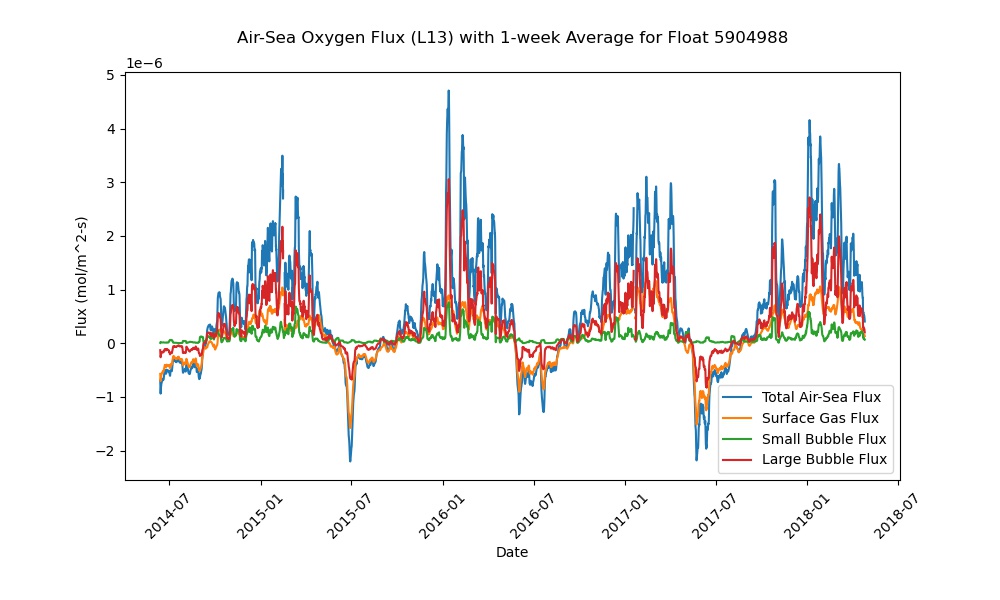 Air-Sea Oxygen Flux (L13) with 1-week Average for Float 5904988
1e−6
5
4
3
2
1
0
−1
−2
Flux (mol/m^2-s)
Total Air-Sea Flux
Surface Gas Flux
Small Bubble Flux
Large Bubble Flux
2014-07
2015-01
2015-07
2016-01
2016-07
2017-01
2017-07
2018-01
2018-07
Date